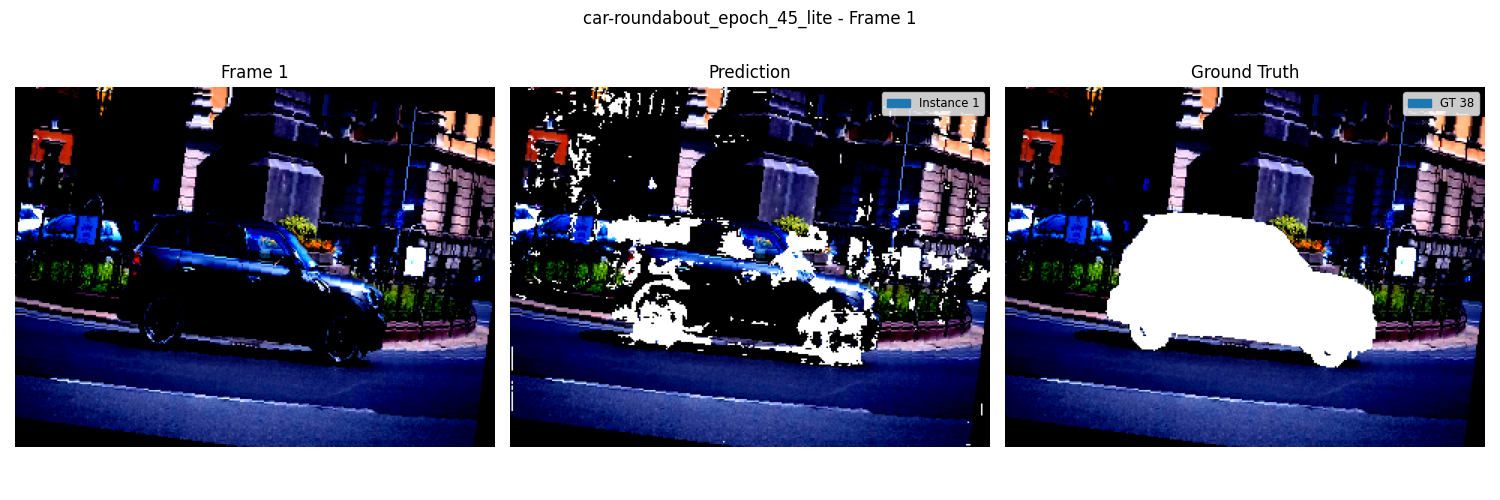 car-roundabout_epoch_45_lite - Frame 1
Frame 1
Prediction
Ground Truth
Instance 1
GT 38